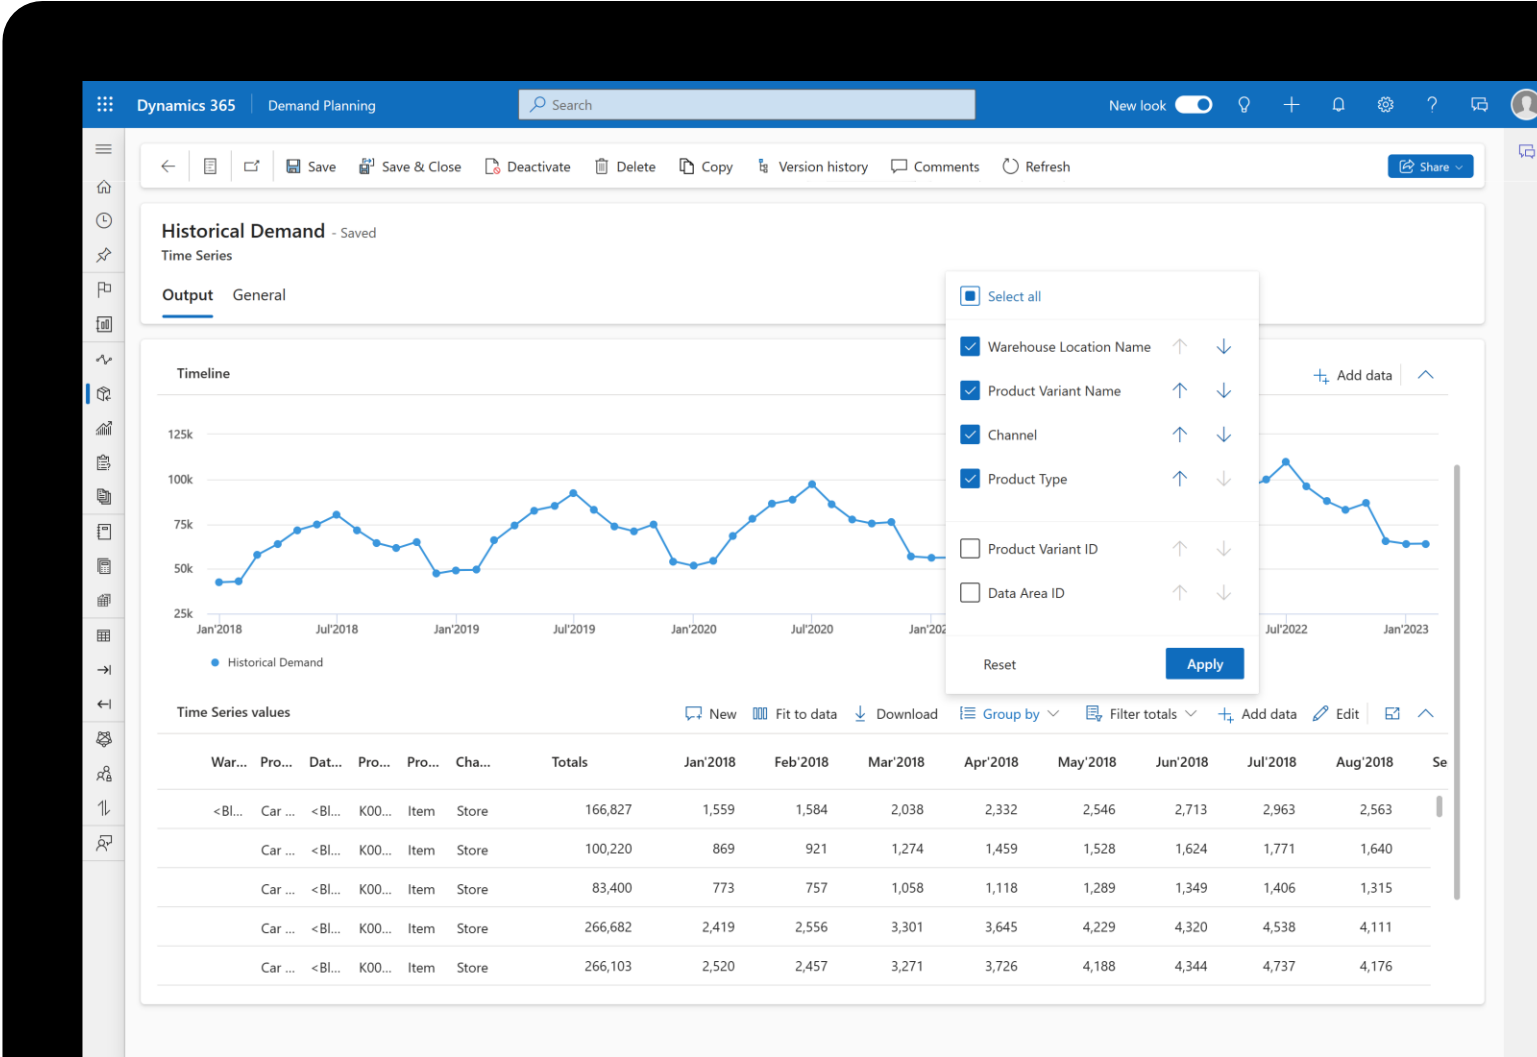 Dynamics 365 Demand Planning Search New look
Save Save & Close Deactivate Delete Copy Version history Comments Refresh Share
Historical Demand - Saved
Time Series
Output General
Select all
Warehouse Location Name
Product Variant Name
Channel
Product Type
Product Variant ID
Data Area ID
Reset Apply
Timeline Add data
125k
100k
75k
50k
25k
Jan'2018 Jul'2018 Jan'2019 Jul'2019 Jan'2020 Jul'2020 Jan'202 Jul'2022 Jan'2023
Historical Demand
Time Series values New Fit to data Download Group by Filter totals Add data Edit
War... Pro... Dat... Pro... Pro... Cha... Totals Jan'2018 Feb'2018 Mar'2018 Apr'2018 May'2018 Jun'2018 Jul'2018 Aug'2018 Se
<Bl... Car ... <Bl... K00... Item Store 166,827 1,559 1,584 2,038 2,332 2,546 2,713 2,963 2,563
Car ... <Bl... K00... Item Store 100,220 869 921 1,274 1,459 1,528 1,624 1,771 1,640
Car ... <Bl... K00... Item Store 83,400 773 757 1,058 1,118 1,289 1,349 1,406 1,315
Car ... <Bl... K00... Item Store 266,682 2,419 2,556 3,301 3,645 4,229 4,320 4,538 4,111
Car ... <Bl... K00... Item Store 266,103 2,520 2,457 3,271 3,726 4,188 4,344 4,737 4,176